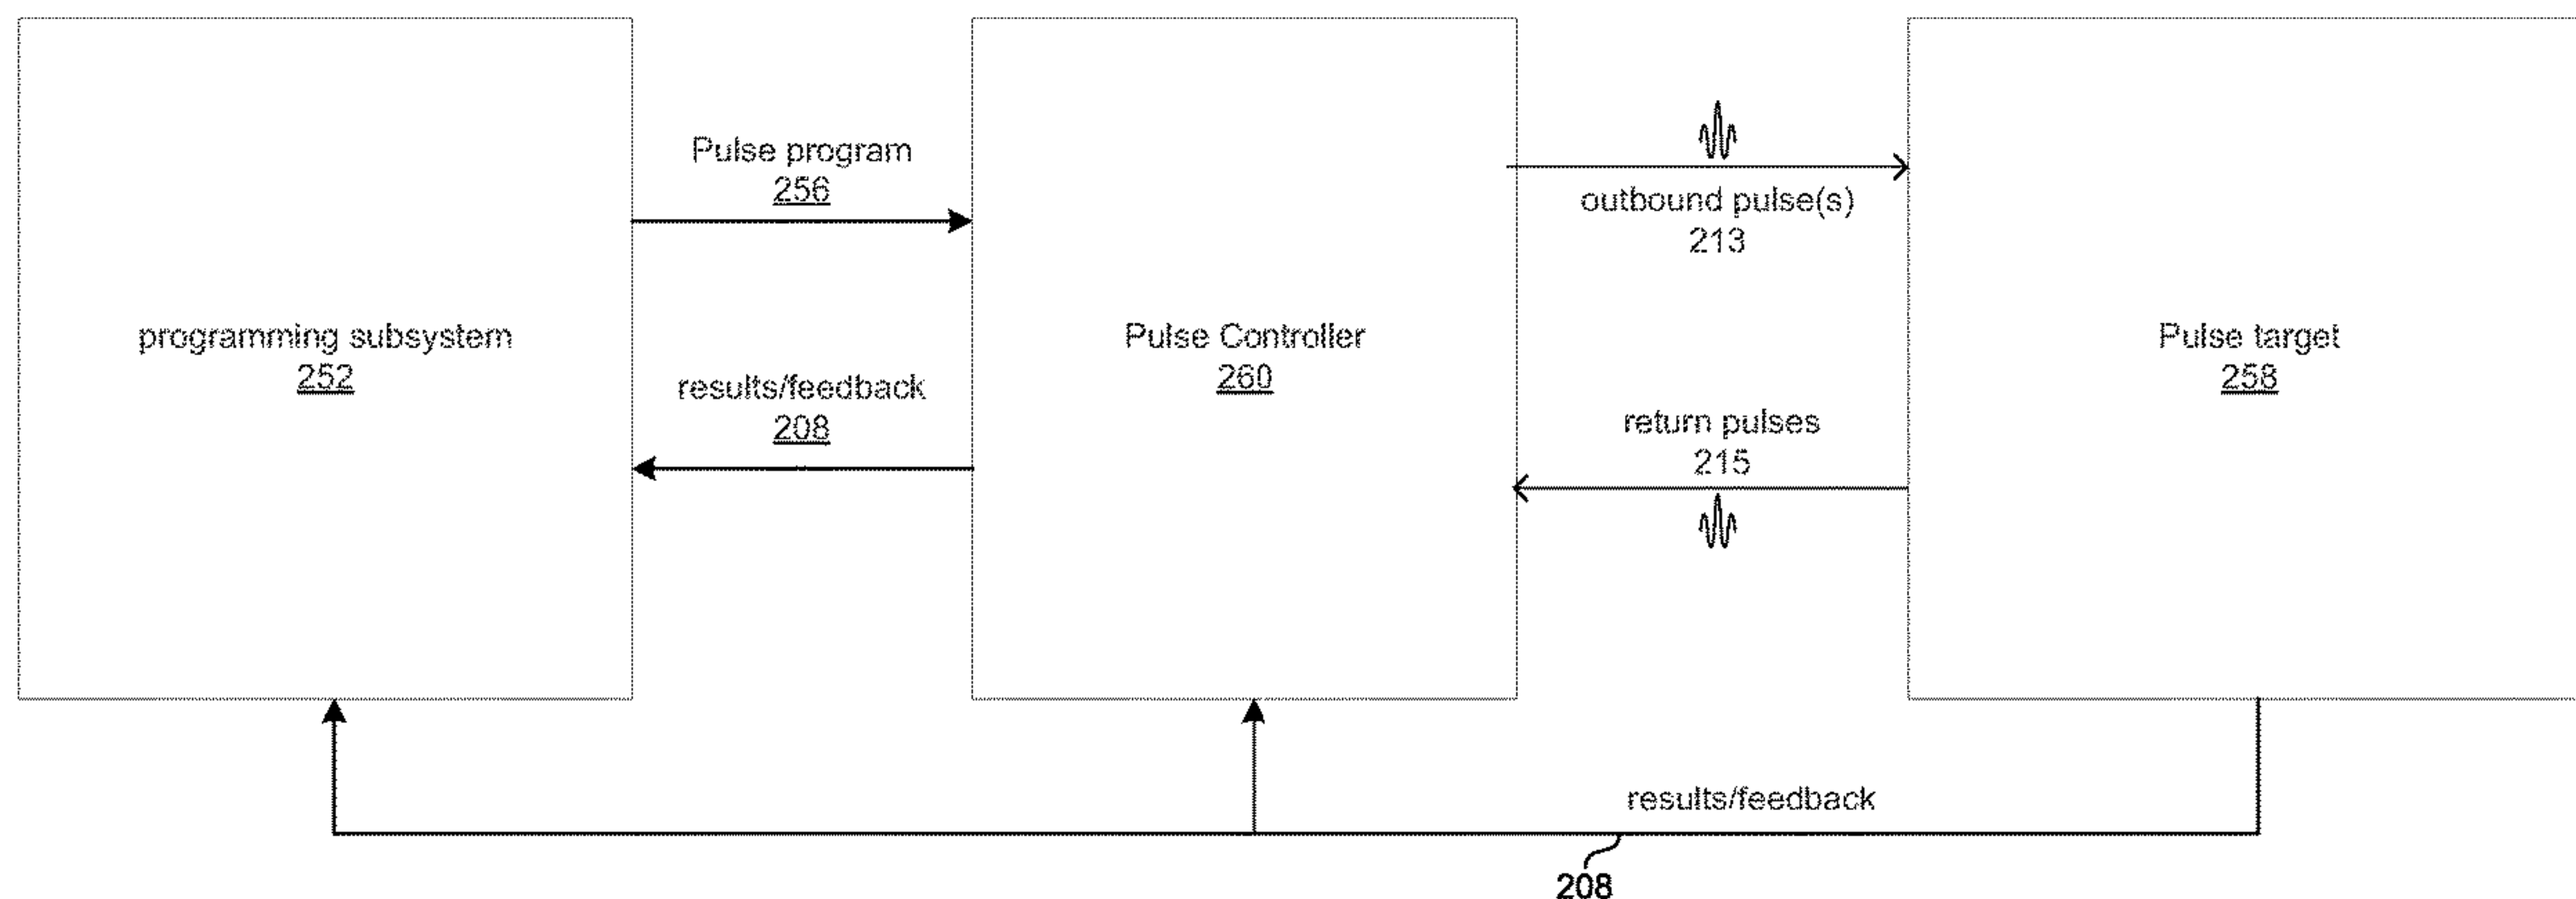 programming subsystem
252
Pulse program
256
results/feedback
208
Pulse Controller
260
outbound pulse(s)
213
return pulses
215
Pulse target
258
results/feedback
208